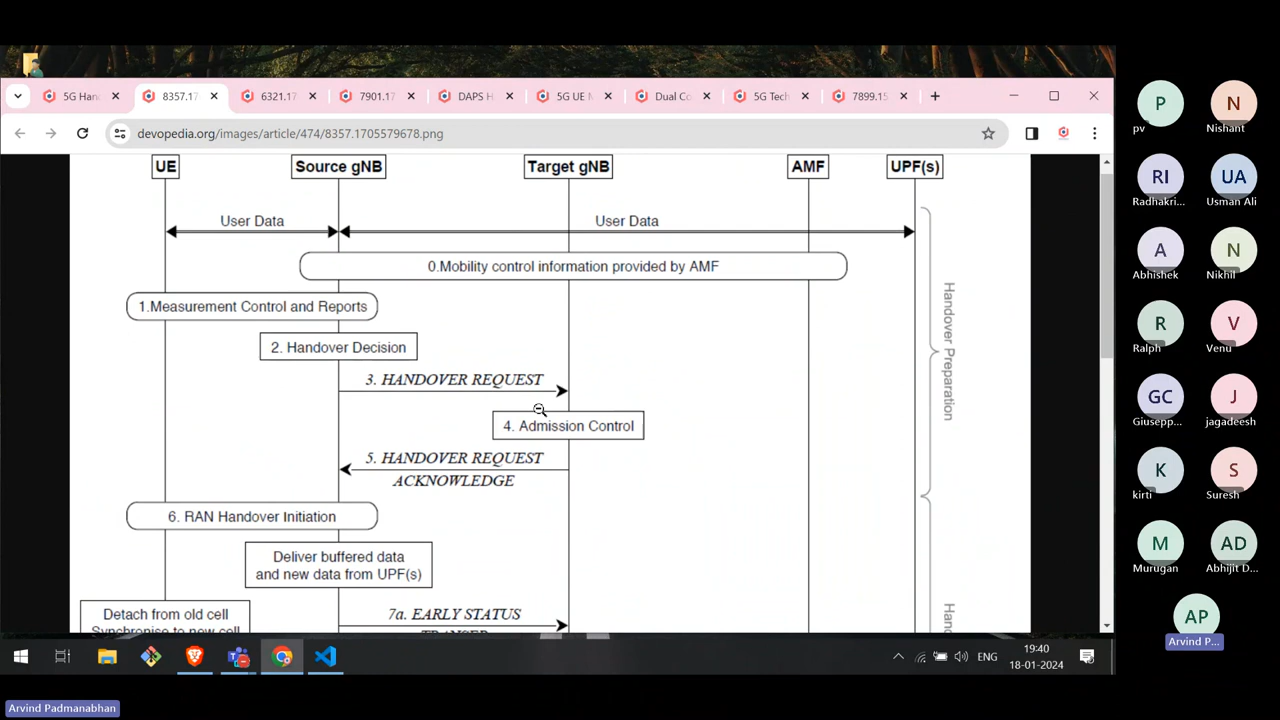 5G Han
8357.17
6321.17
7901.17
DAPS H
5G UE M
Dual Co
5G Tech
7899.15
devopedia.org/images/article/474/8357.1705579678.png
UE
Source gNB
Target gNB
AMF
UPF(s)
User Data
User Data
0.Mobility control information provided by AMF
1.Measurement Control and Reports
2. Handover Decision
3. HANDOVER REQUEST
4. Admission Control
5. HANDOVER REQUEST
ACKNOWLEDGE
Handover Preparation
6. RAN Handover Initiation
Deliver buffered data
and new data from UPF(s)
Detach from old cell
Synchronise to new cell
7a. EARLY STATUS
Hand
P
pv
N
Nishant
RI
Radhakri...
UA
Usman Ali
A
Abhishek
N
Nikhil
R
Ralph
V
Venu
GC
Giusepp...
J
jagadeesh
K
kirti
S
Suresh
M
Murugan
AD
Abhijit D...
AP
Arvind P...
ENG
19:40
18-01-2024
Arvind Padmanabhan